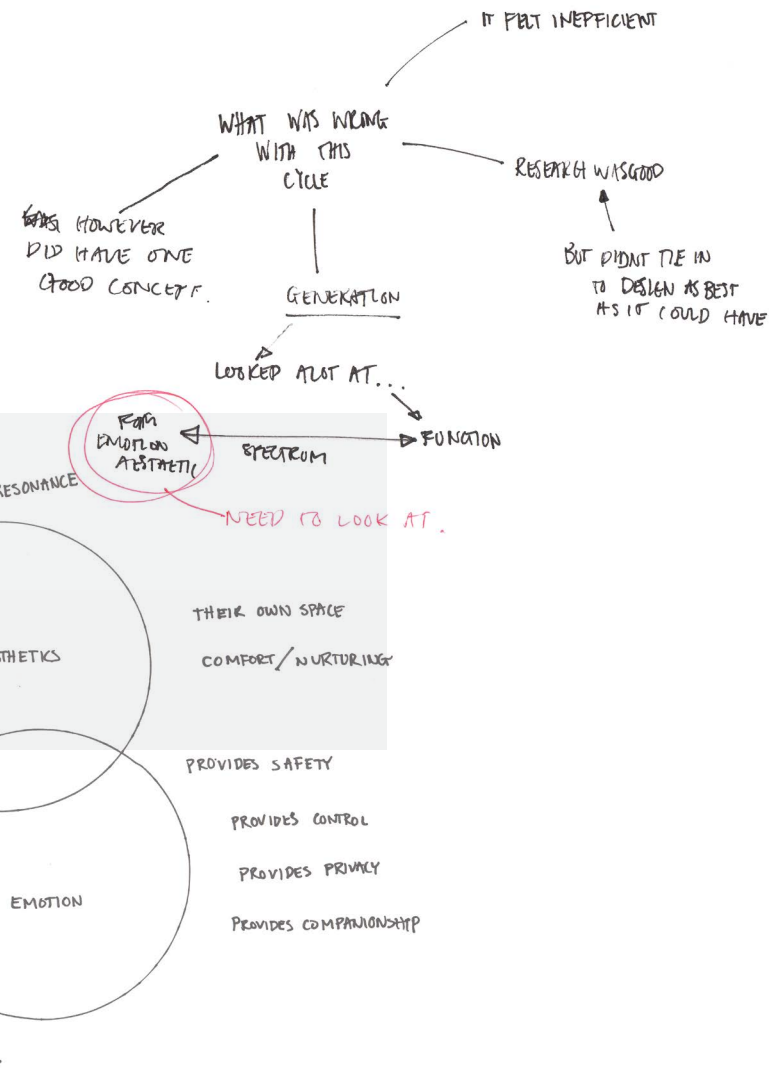 IT FELT INEFFICIENT
WHAT WAS WRONG
WITH THIS
CYCLE
RESEARCH WAS GOOD
HOWEVER
DID HAVE ONE
GOOD CONCEPT.
BUT DIDNT TIE IN
TO DESIGN AS BEST
AS IT COULD HAVE
GENERATION
LOOKED ALOT AT...
FORM
EMOTION
AESTHETIC
SPECTRUM
FUNCTION
RESONANCE
NEED TO LOOK AT.
THEIR OWN SPACE
THETICS
COMFORT/NURTURING
PROVIDES SAFETY
PROVIDES CONTROL
PROVIDES PRIVACY
EMOTION
PROVIDES COMPANIONSHIP